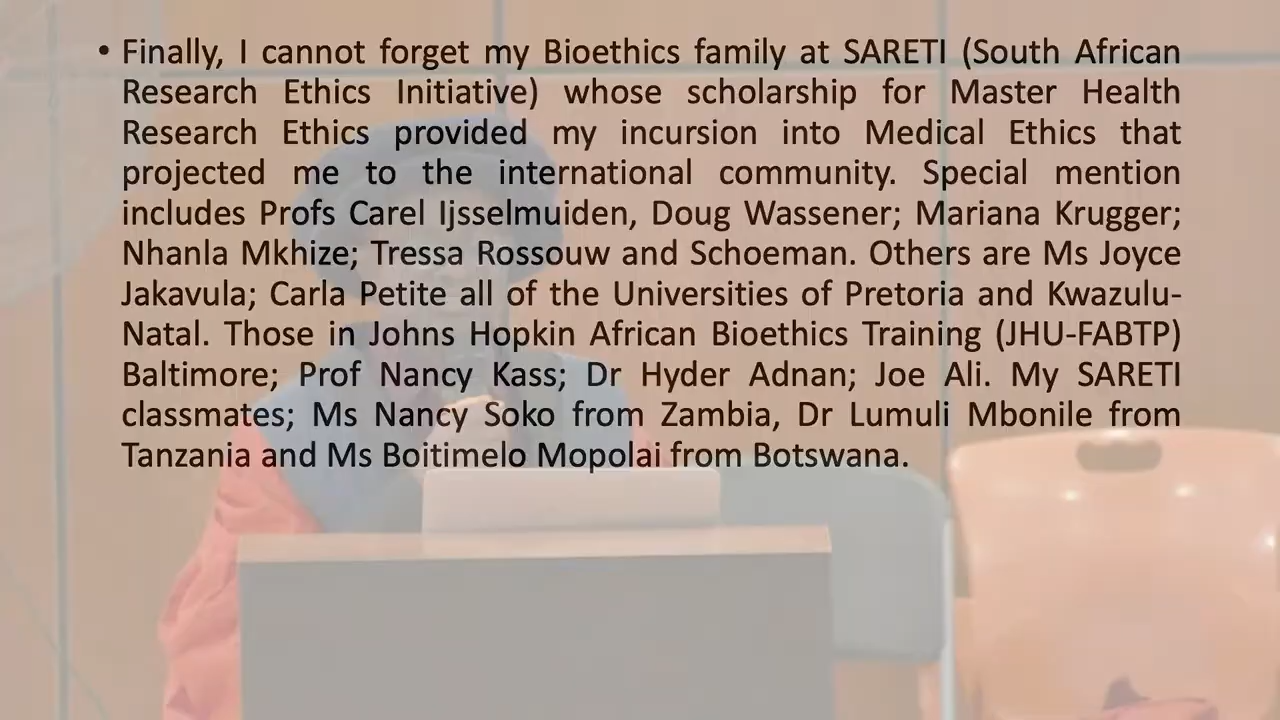 • Finally, I cannot forget my Bioethics family at SARETI (South African
Research Ethics Initiative) whose scholarship for Master Health
Research Ethics provided my incursion into Medical Ethics that
projected me to the international community. Special mention
includes Profs Carel Ijsselmuiden, Doug Wassener; Mariana Krugger;
Nhanla Mkhize; Tressa Rossouw and Schoeman. Others are Ms Joyce
Jakavula; Carla Petite all of the Universities of Pretoria and Kwazulu-
Natal. Those in Johns Hopkin African Bioethics Training (JHU-FABTP)
Baltimore; Prof Nancy Kass; Dr Hyder Adnan; Joe Ali. My SARETI
classmates; Ms Nancy Soko from Zambia, Dr Lumuli Mbonile from
Tanzania and Ms Boitimelo Mopolai from Botswana.